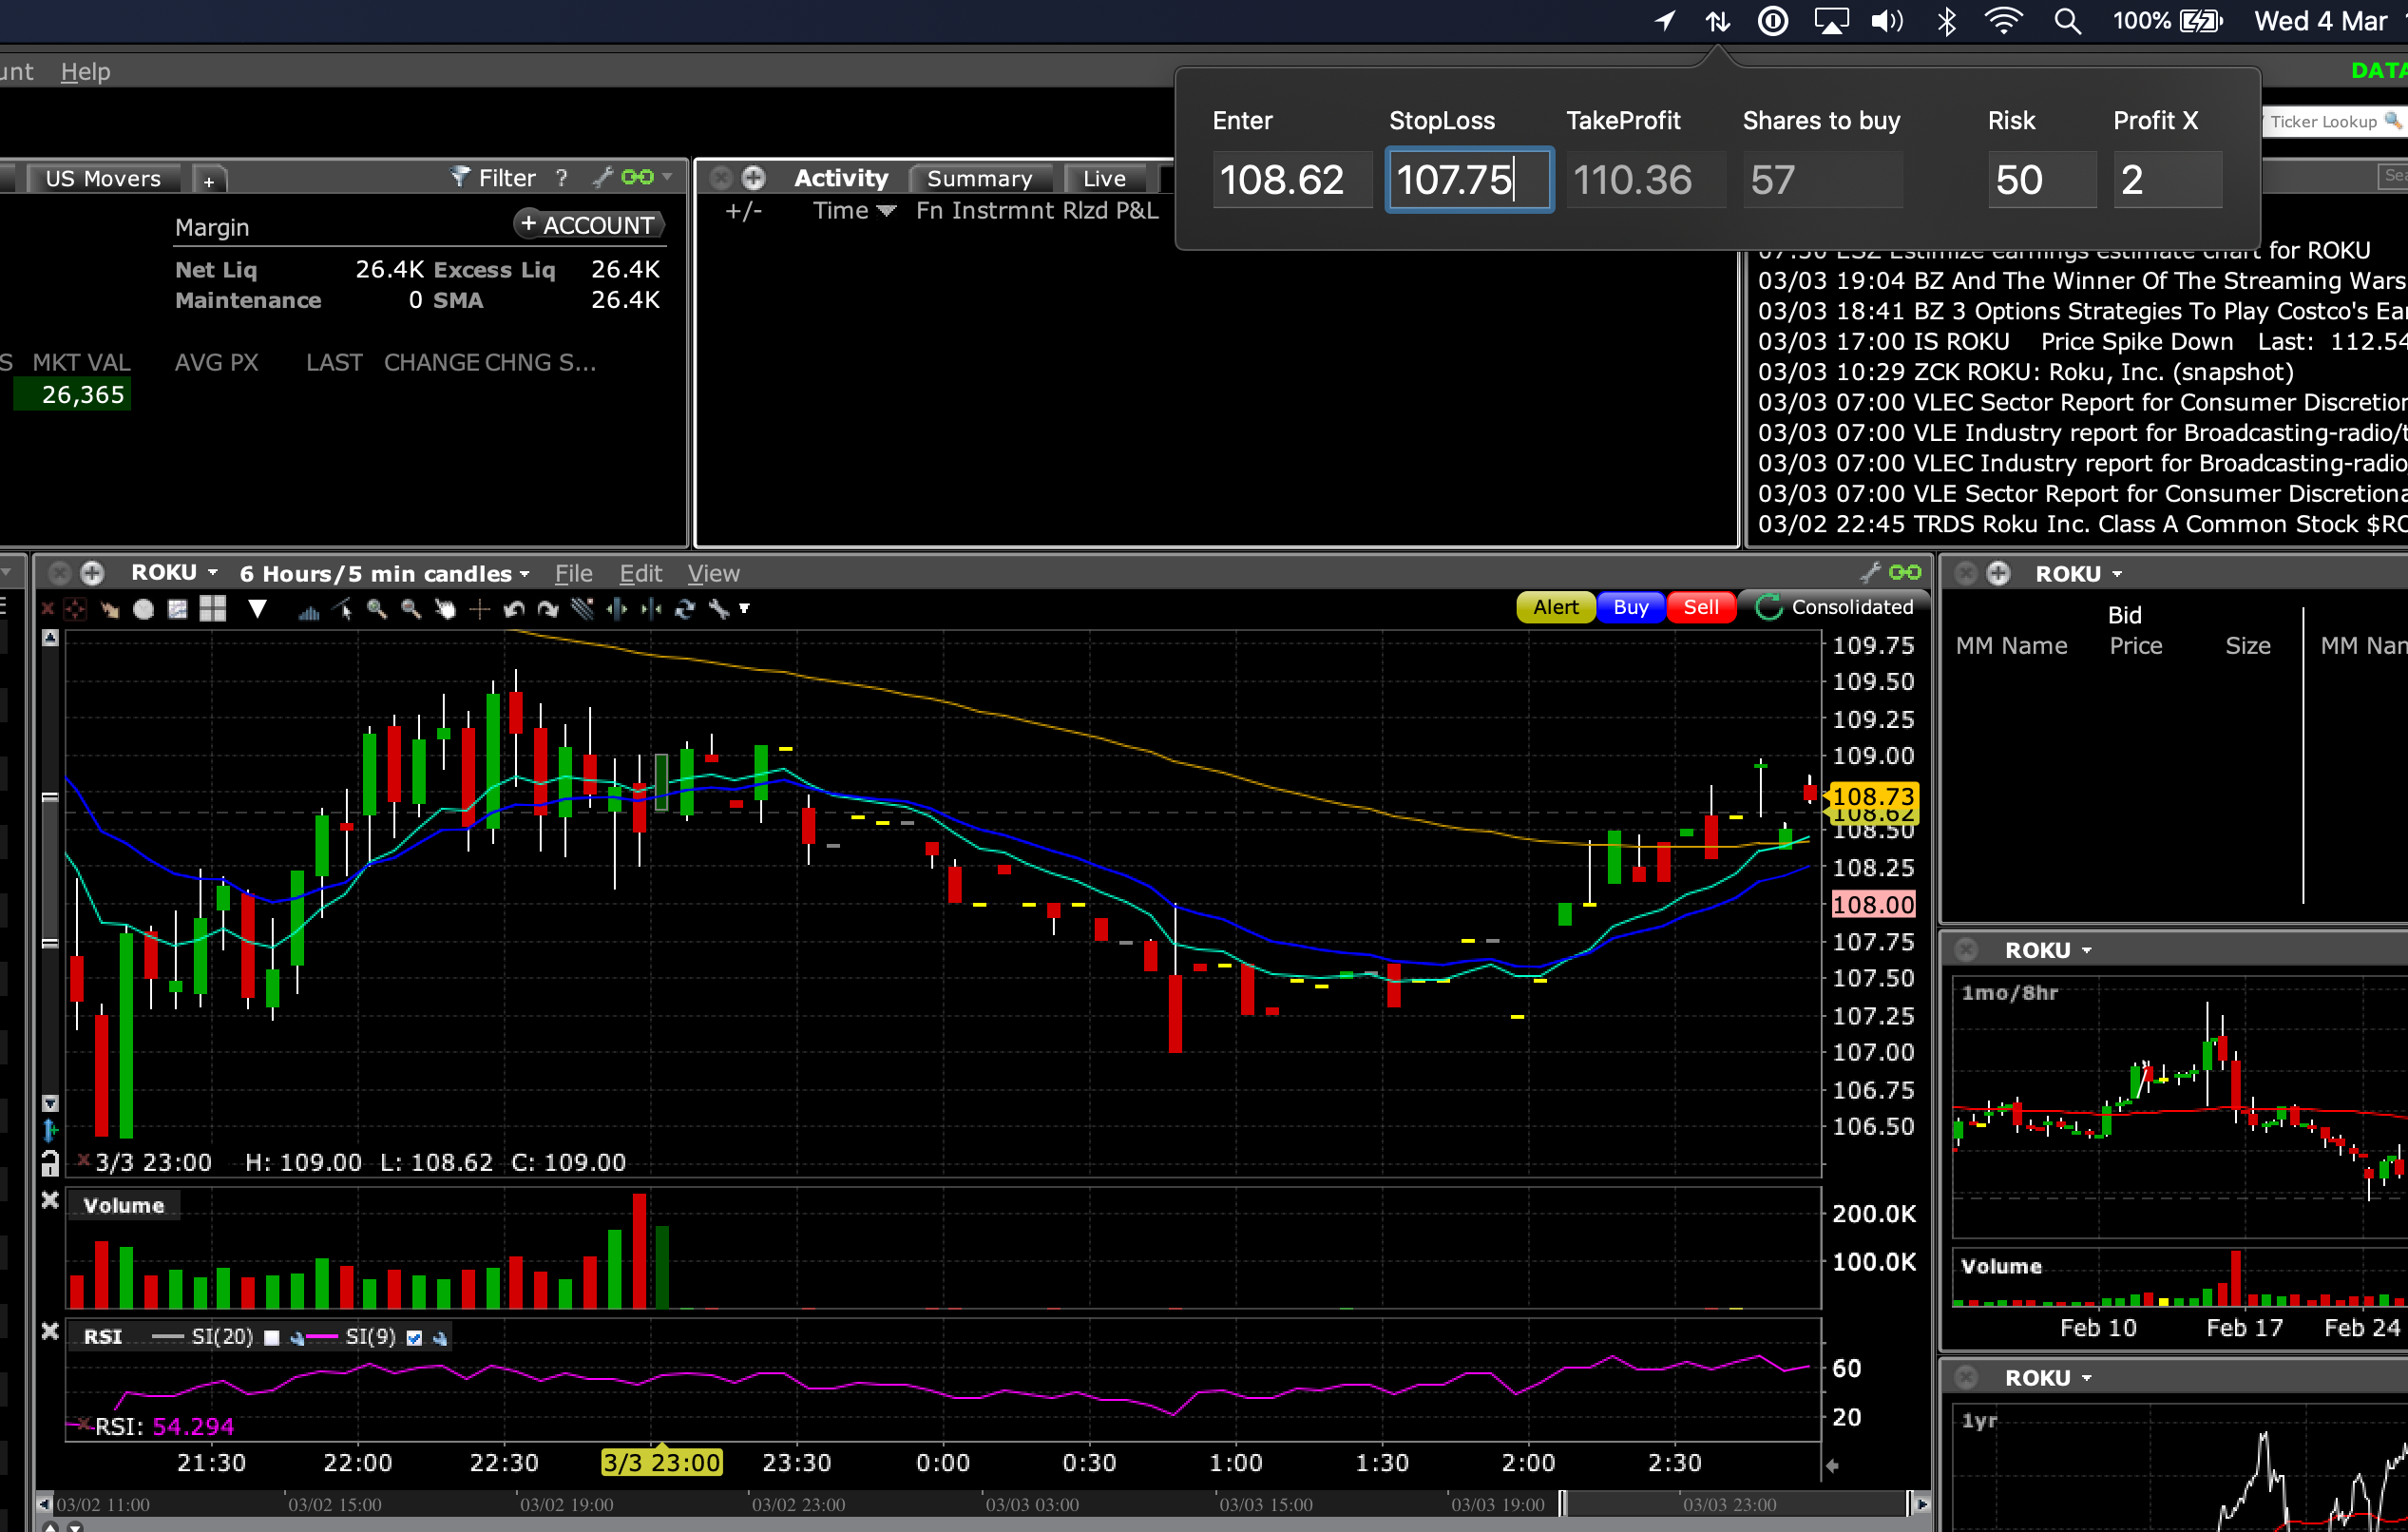 100% Wed 4 Mar
Help
DATA
Enter StopLoss TakeProfit Shares to buy Risk Profit X
108.62 107.75 110.36 57 50 2
Ticker Lookup
US Movers + Filter ?
Activity Summary Live
+/- Time Fn Instrmnt Rlzd P&L
Margin + ACCOUNT
Net Liq 26.4K Excess Liq 26.4K
Maintenance 0 SMA 26.4K
MKT VAL AVG PX LAST CHANGE CHNG S...
26,365
07:30 ESZ Estimize earnings estimate chart for ROKU
03/03 19:04 BZ And The Winner Of The Streaming Wars
03/03 18:41 BZ 3 Options Strategies To Play Costco's
03/03 17:00 IS ROKU Price Spike Down Last: 112.54
03/03 10:29 ZCK ROKU: Roku, Inc. (snapshot)
03/03 07:00 VLEC Sector Report for Consumer
03/03 07:00 VLE Industry report for
03/03 07:00 VLEC Industry report for
03/03 07:00 VLE Sector Report for Consumer
03/02 22:45 TRDS Roku Inc. Class A Common Stock
ROKU 6 Hours/5 min candles File Edit View
Alert Buy Sell Consolidated
109.75
109.50
109.25
109.00
108.73
108.62
108.50
108.25
108.00
107.75
107.50
107.25
107.00
106.75
106.50
3/3 23:00 H: 109.00 L: 108.62 C: 109.00
Volume
200.0K
100.0K
RSI SI(20) SI(9)
60
20
RSI: 54.294
21:30 22:00 22:30 3/3 23:00 23:30 0:00 0:30 1:00 1:30 2:00 2:30
03/02 11:00 03/02 15:00 03/02 19:00 03/02 23:00 03/03 03:00 03/03 15:00 03/03 19:00 03/03 23:00
ROKU
Bid
MM Name Price Size MM
ROKU
1mo/8hr
Volume
Feb 10 Feb 17 Feb 24
ROKU
1yr